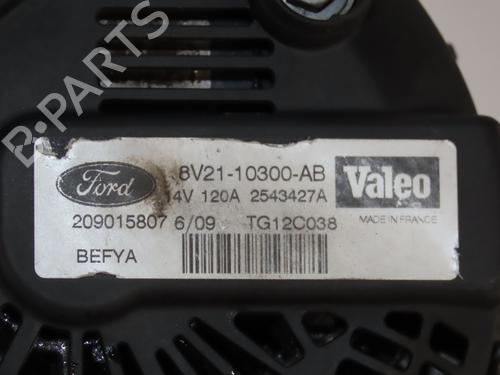 B-PARTS
Ford
8V21-10300-AB
14V 120A 2543427A
Valeo
209015807 6/09 TG12C038
MADE IN FRANCE
BEFYA